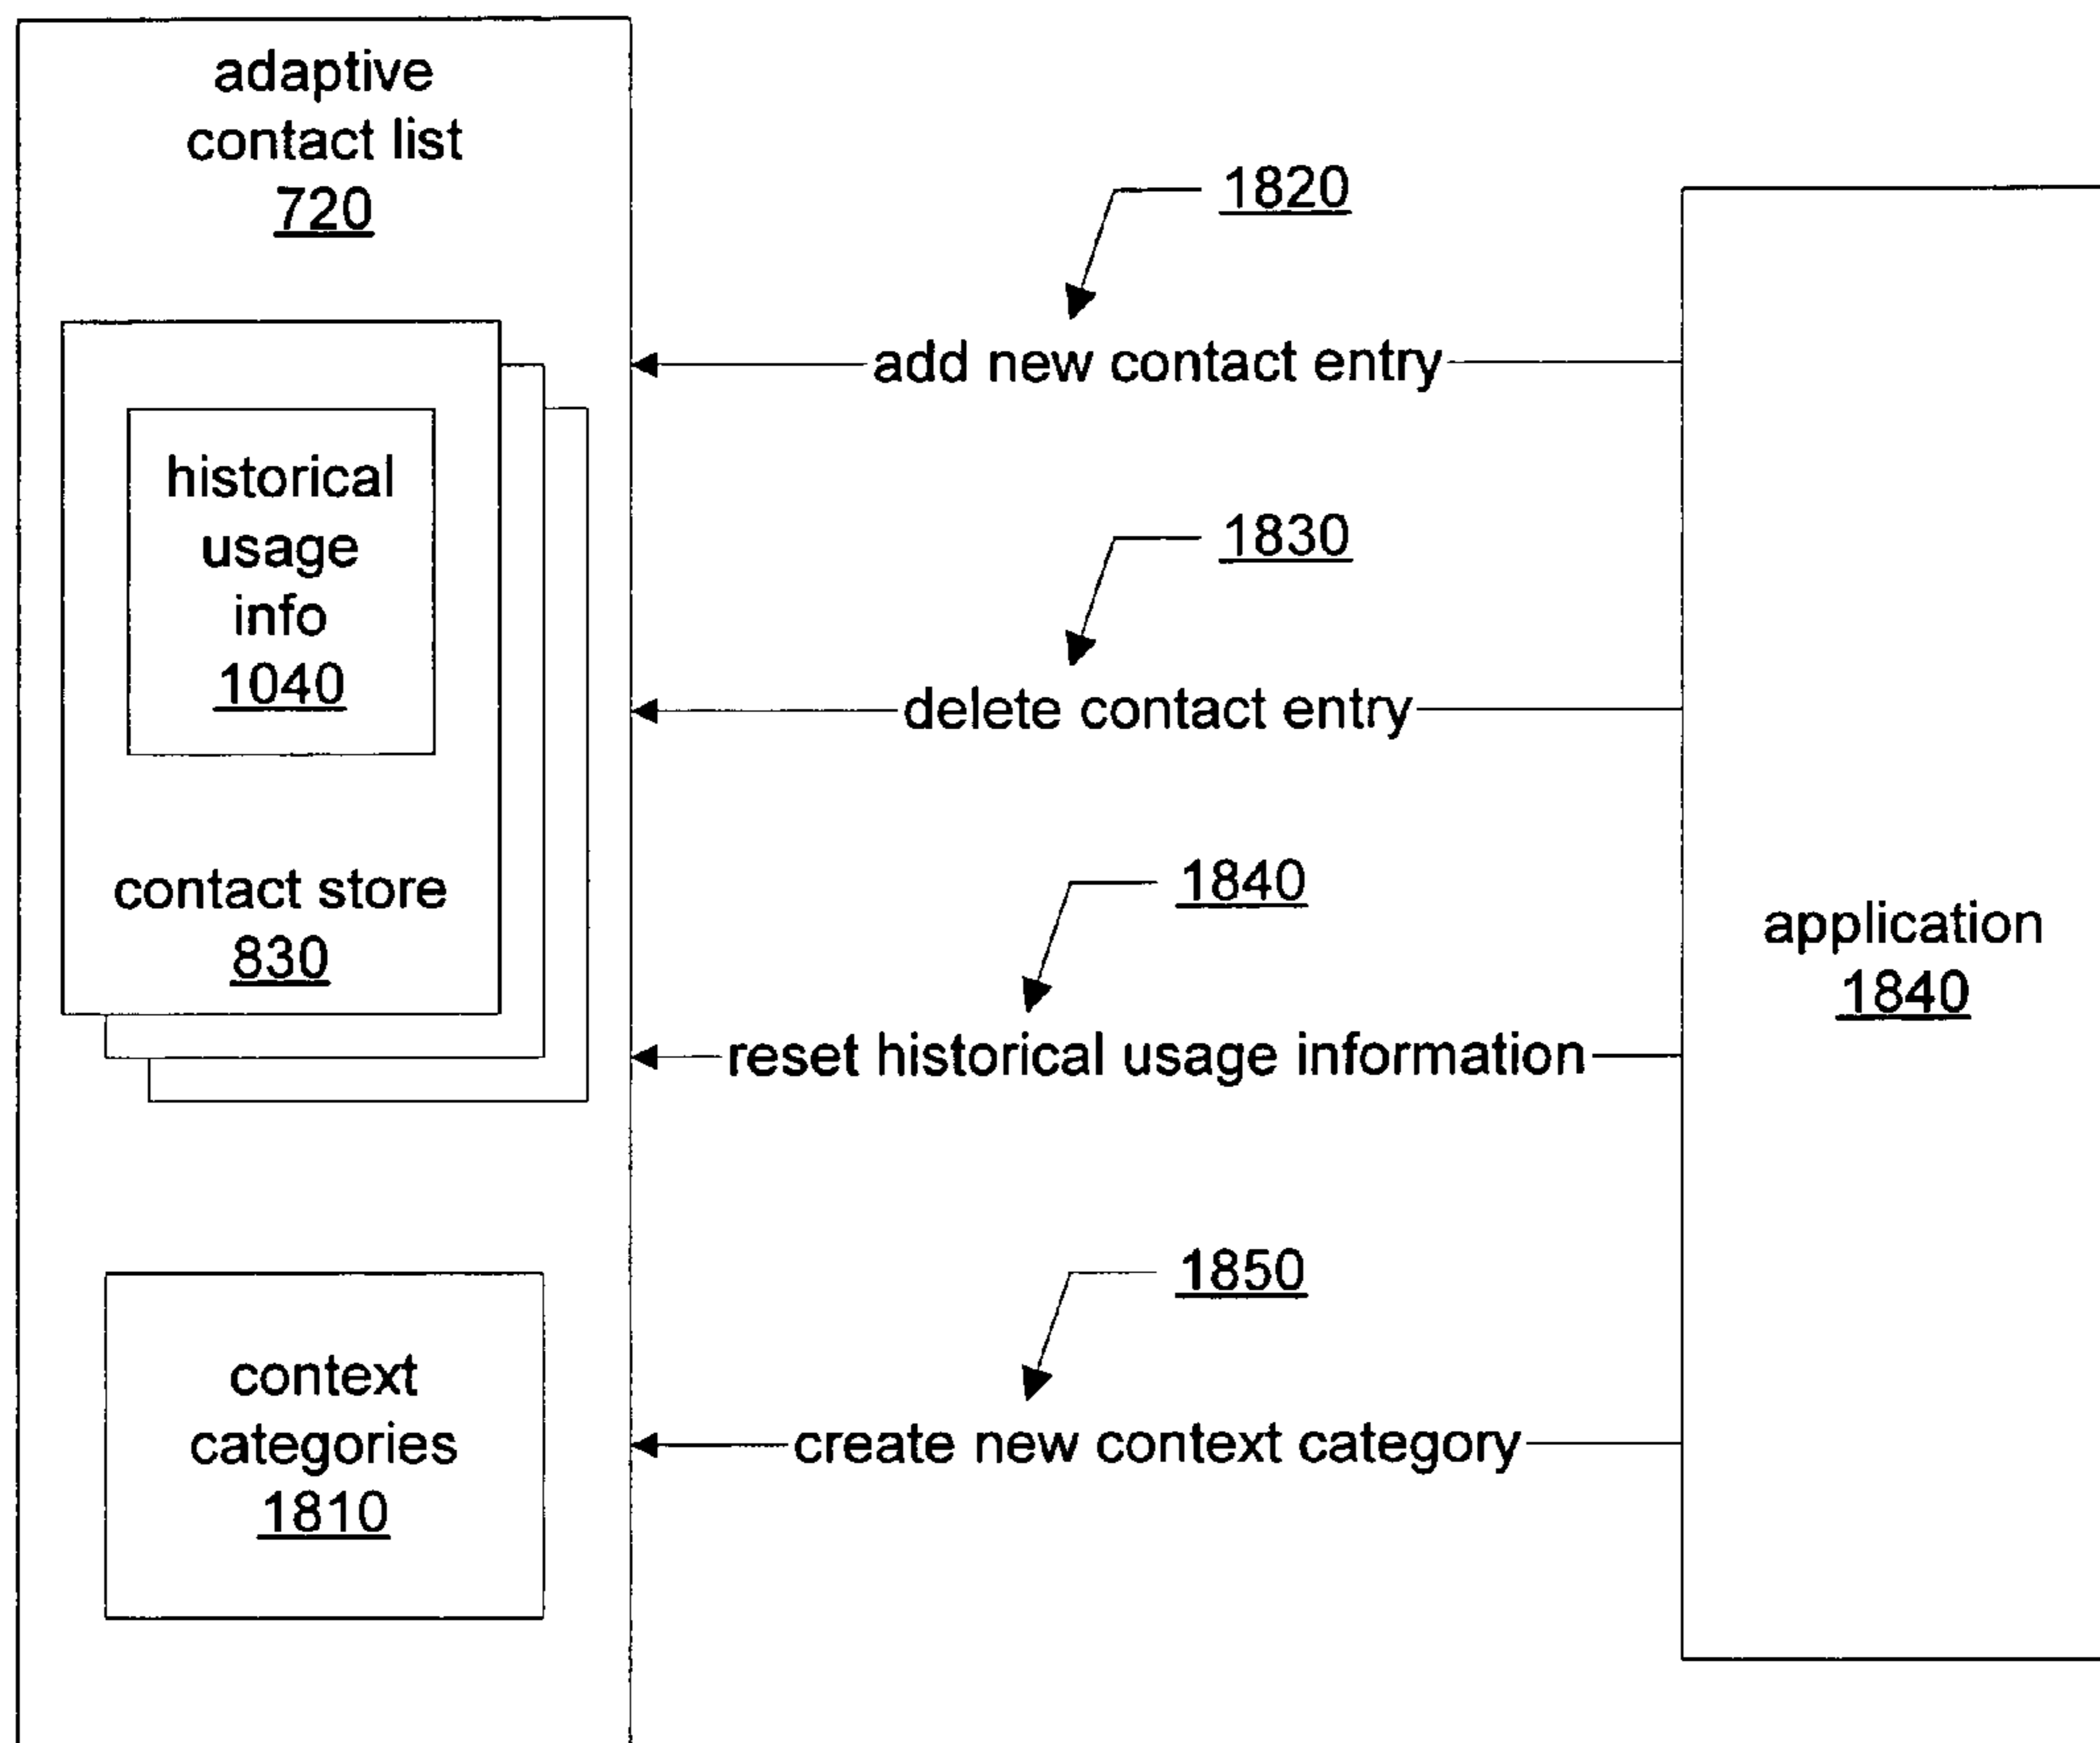 adaptive
contact list
720
historical
usage
info
1040
contact store
830
context
categories
1810
1820
add new contact entry
1830
delete contact entry
1840
reset historical usage information
1850
create new context category
application
1840